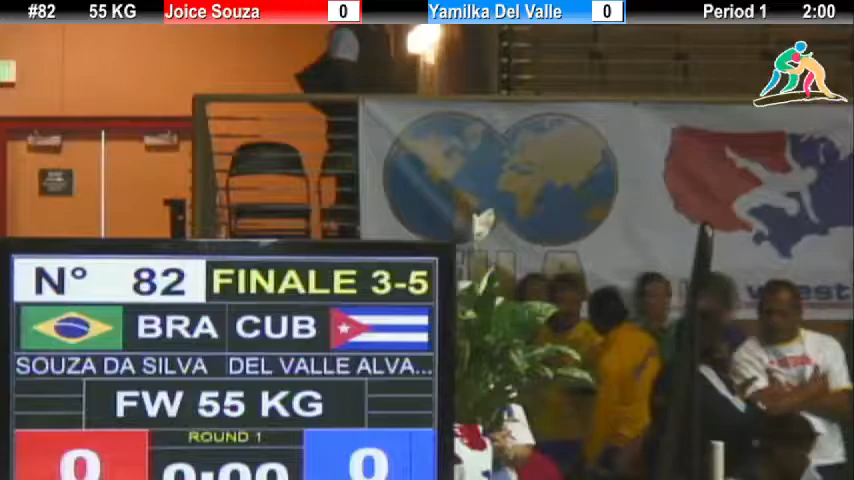 #82 55 KG Joice Souza 0 Yamilka Del Valle 0 Period 1 2:00
N° 82 FINALE 3-5
BRA CUB
SOUZA DA SILVA DEL VALLE ALVA...
FW 55 KG
ROUND 1
0 0:00 0